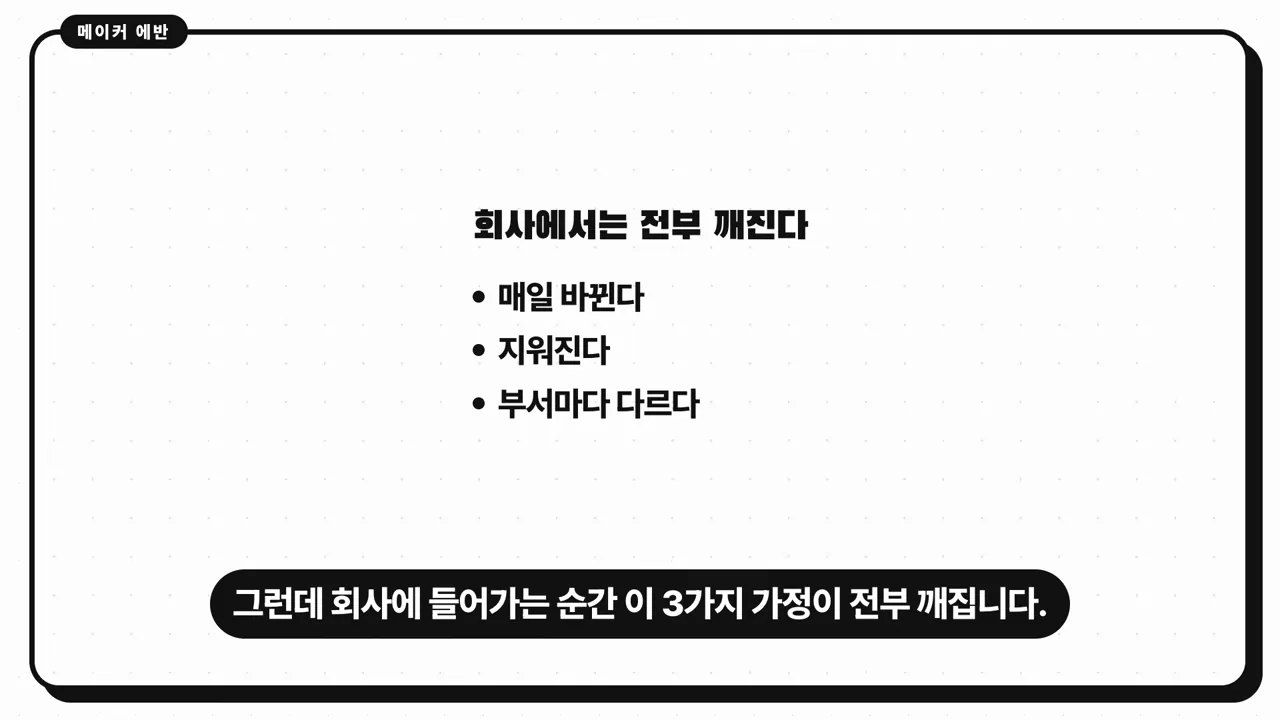 메이커 에반
회사에서는 전부 깨진다
• 매일 바뀐다
• 지워진다
• 부서마다 다르다
그런데 회사에 들어가는 순간 이 3가지 가정이 전부 깨집니다.